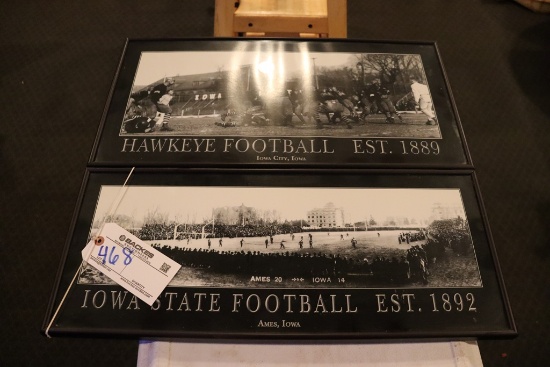 IOWA
HAWKEYE FOOTBALL EST. 1889
IOWA CITY, IOWA
BACKES
468
AMES 20 IOWA 14
IOWA STATE FOOTBALL EST. 1892
AMES, IOWA